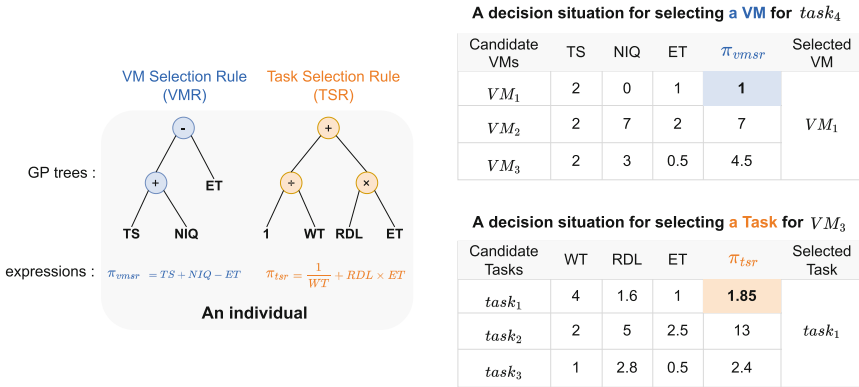 VM Selection Rule
(VMR)
Task Selection Rule
(TSR)
GP trees :
-
+
ET
TS
NIQ
+
÷
×
1
WT
RDL
ET
expressions :
π_vmsr = TS + NIQ − ET
π_tsr = 1/WT + RDL × ET
An individual
A decision situation for selecting a VM for task_4
Candidate VMs TS NIQ ET π_vmsr Selected VM
VM_1 2 0 1 1
VM_2 2 7 2 7 VM_1
VM_3 2 3 0.5 4.5
A decision situation for selecting a Task for VM_3
Candidate Tasks WT RDL ET π_tsr Selected Task
task_1 4 1.6 1 1.85
task_2 2 5 2.5 13 task_1
task_3 1 2.8 0.5 2.4